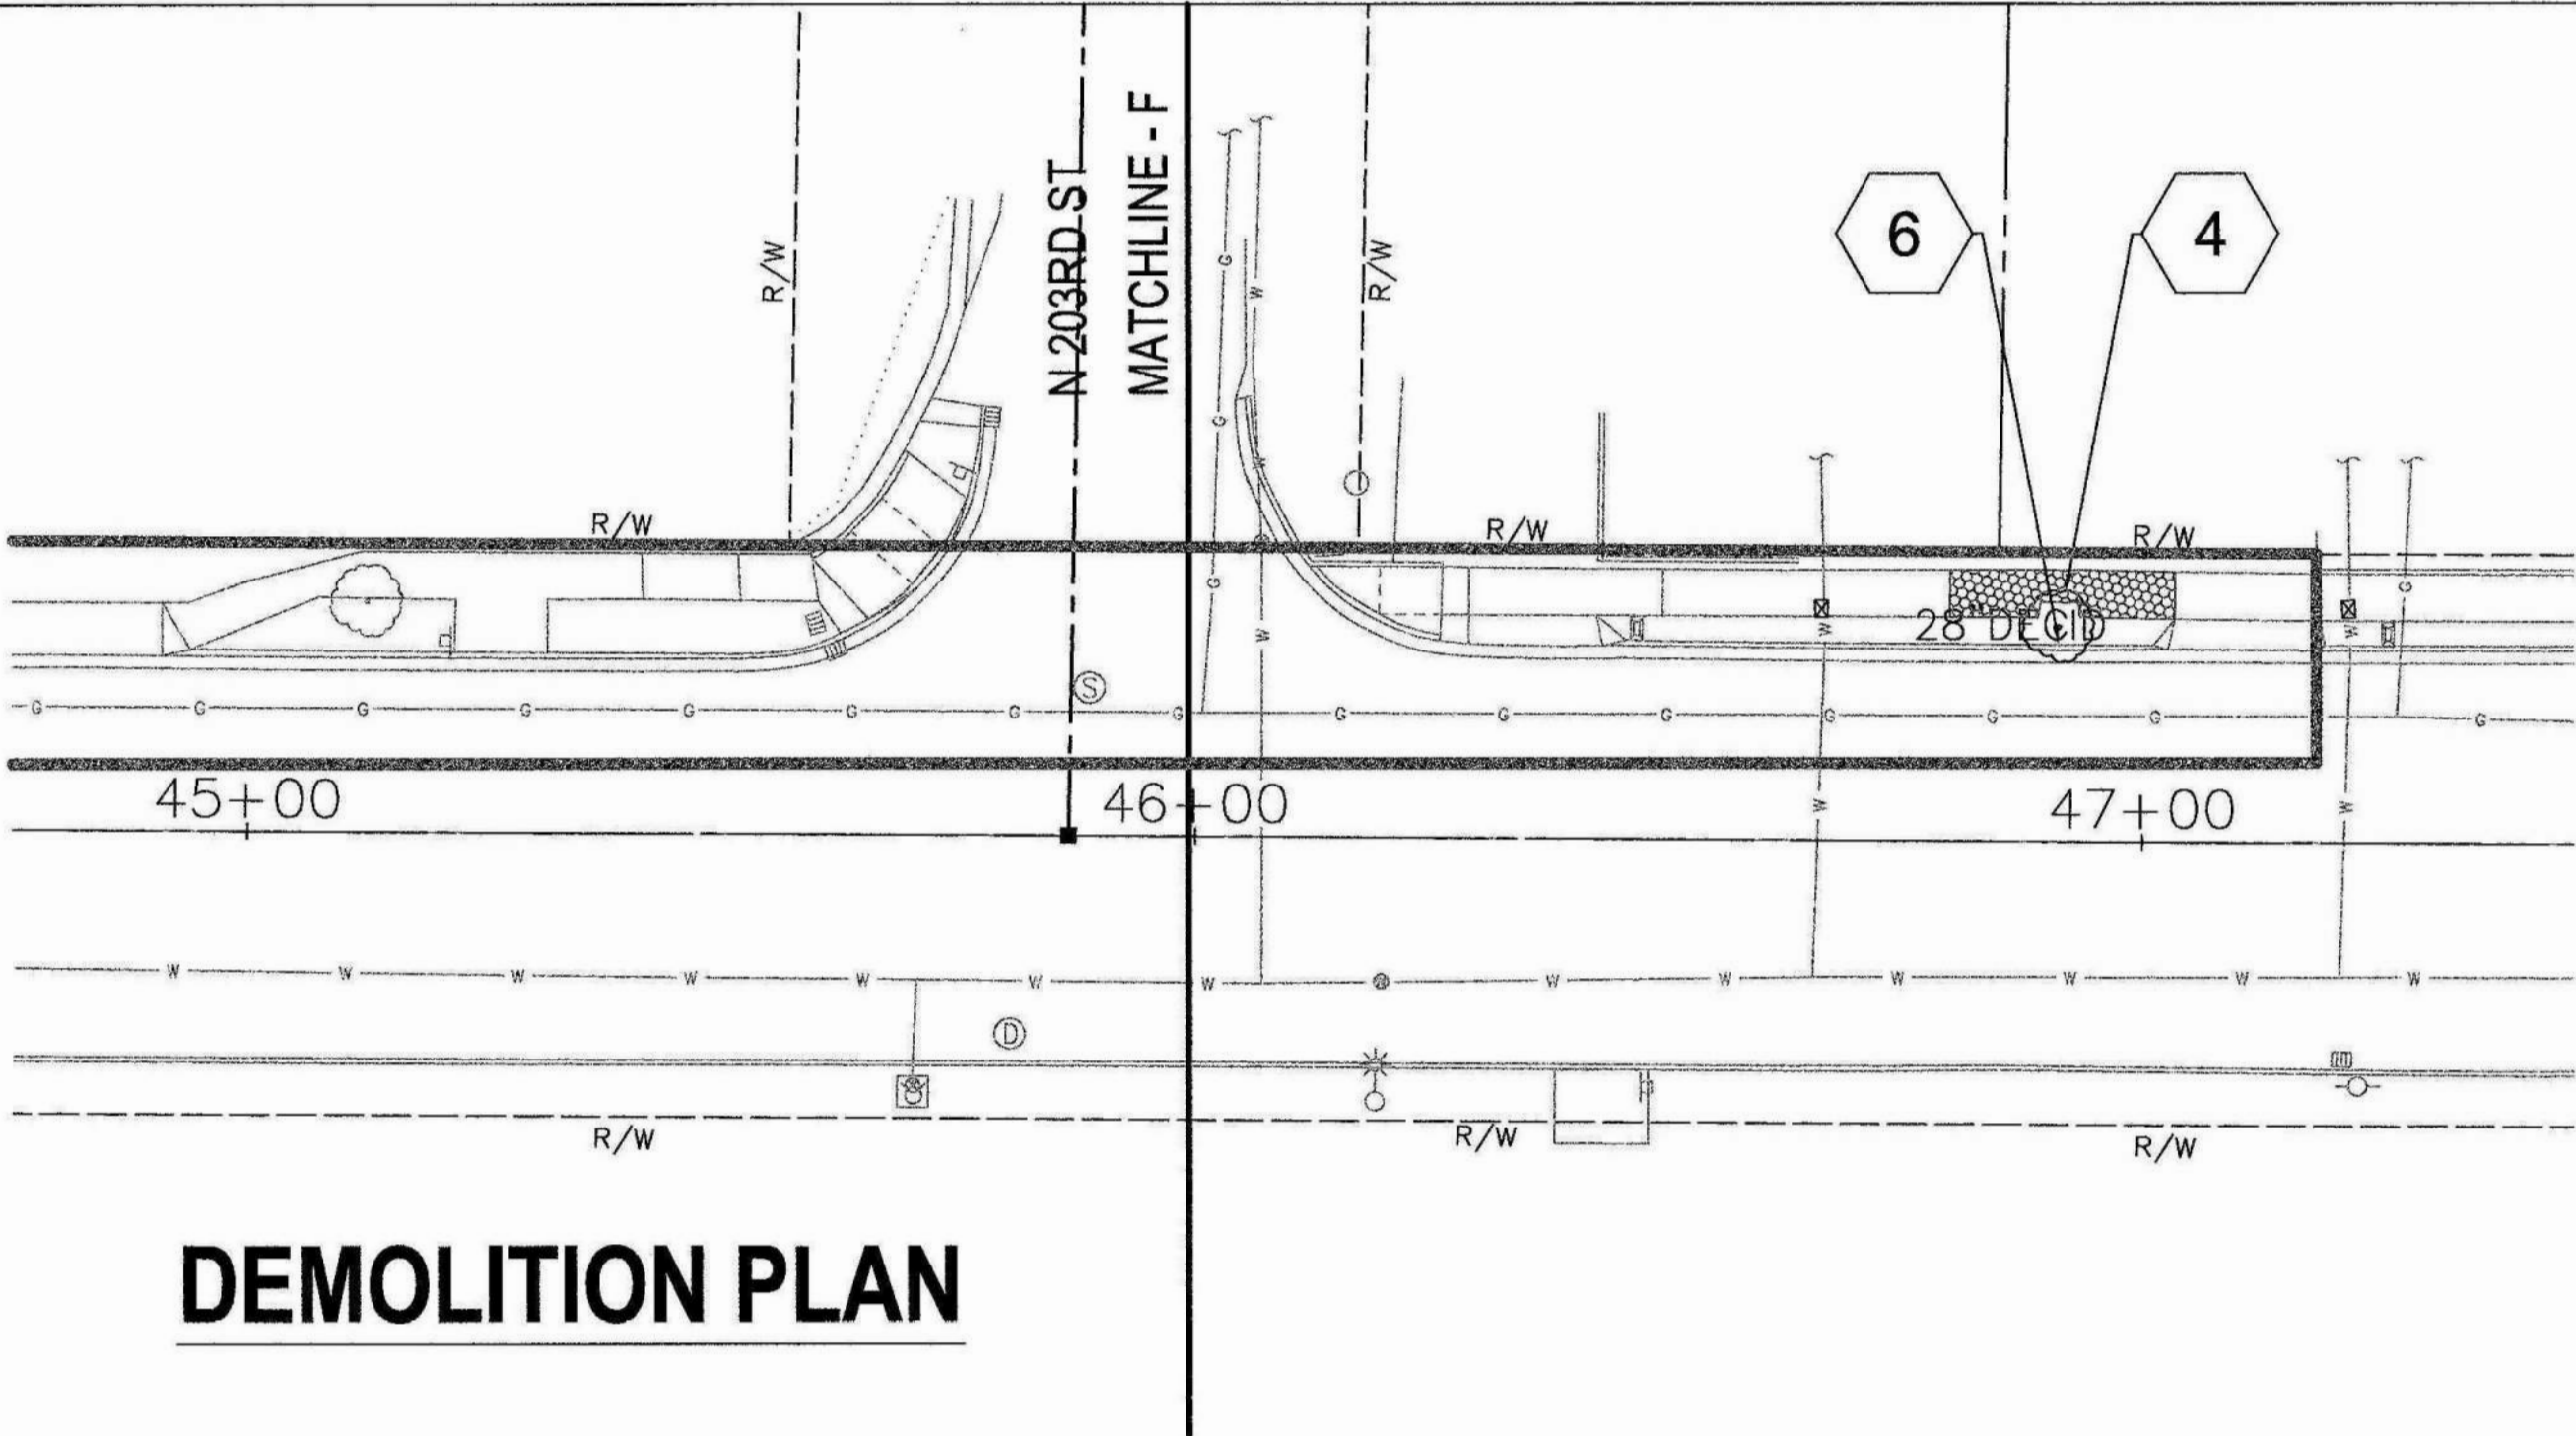 N 203RD ST
MATCHLINE - F
R/W
R/W
6
4
R/W
R/W
R/W
28" DECID
G G G G G G G G G G G G G G G
G
G
G
G
W
W
W
W
W
W
S
45+00
46+00
47+00
W
W
W W W W W W W W W W W W W
D
R/W
R/W
R/W
DEMOLITION PLAN